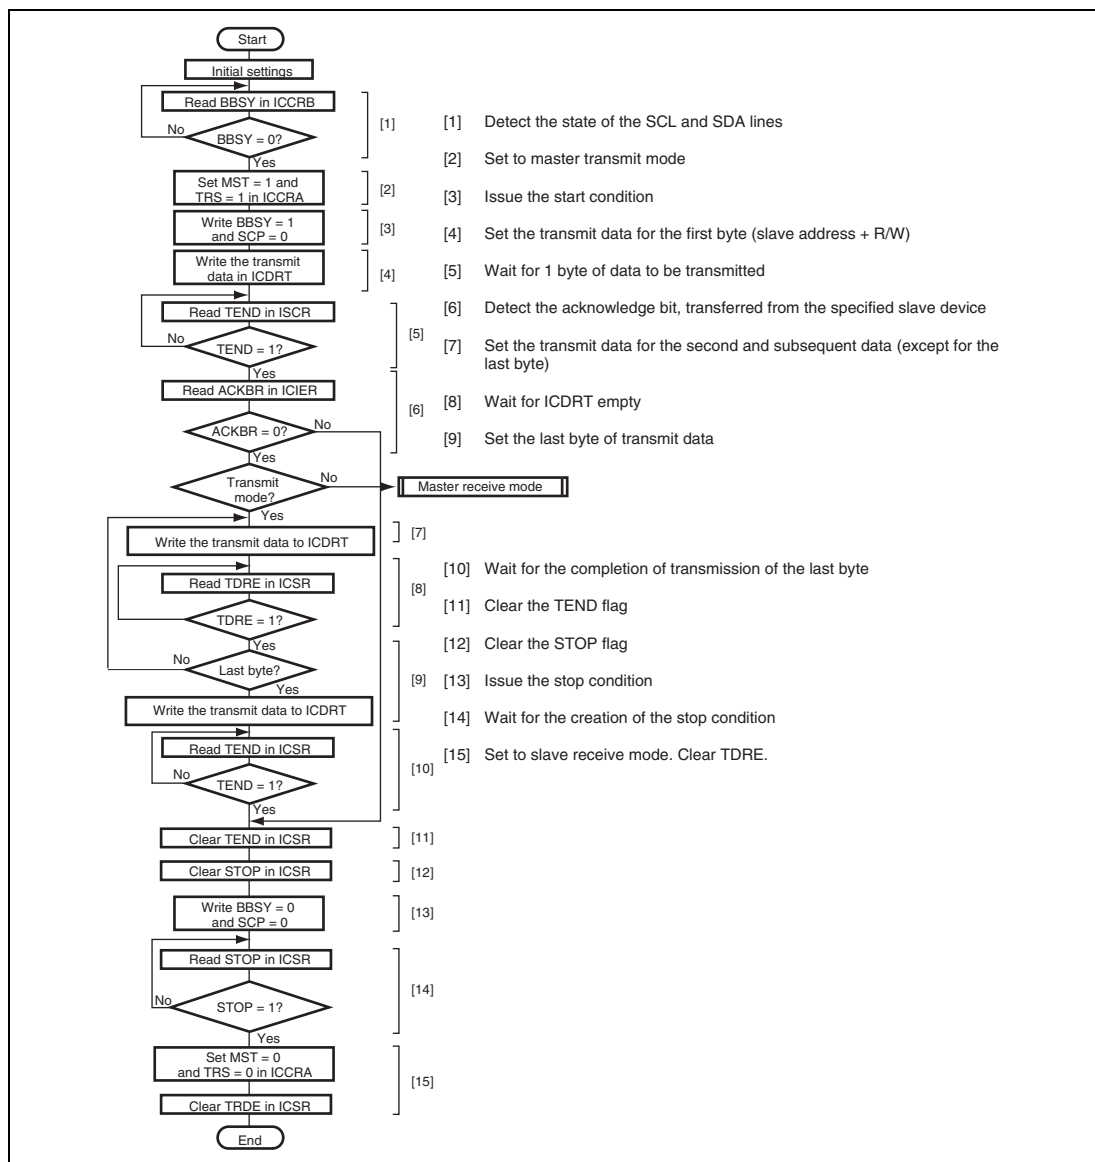 Start
Initial settings
Read BBSY in ICCRB
No
BBSY = 0?
Yes
[1]
Set MST = 1 and
TRS = 1 in ICCRA
[2]
Write BBSY = 1
and SCP = 0
[3]
Write the transmit
data in ICDRT
[4]
Read TEND in ISCR
No
TEND = 1?
Yes
[5]
Read ACKBR in ICIER
ACKBR = 0?
No
Yes
[6]
Transmit
mode?
No
Master receive mode
Yes
Write the transmit data to ICDRT
[7]
Read TDRE in ICSR
TDRE = 1?
Yes
[8]
No
Last byte?
Yes
[9]
Write the transmit data to ICDRT
Read TEND in ICSR
No
TEND = 1?
Yes
[10]
Clear TEND in ICSR
[11]
Clear STOP in ICSR
[12]
Write BBSY = 0
and SCP = 0
[13]
Read STOP in ICSR
No
STOP = 1?
Yes
[14]
Set MST = 0
and TRS = 0 in ICCRA
[15]
Clear TRDE in ICSR
End
[1] Detect the state of the SCL and SDA lines
[2] Set to master transmit mode
[3] Issue the start condition
[4] Set the transmit data for the first byte (slave address + R/W)
[5] Wait for 1 byte of data to be transmitted
[6] Detect the acknowledge bit, transferred from the specified slave device
[7] Set the transmit data for the second and subsequent data (except for the
last byte)
[8] Wait for ICDRT empty
[9] Set the last byte of transmit data
[10] Wait for the completion of transmission of the last byte
[11] Clear the TEND flag
[12] Clear the STOP flag
[13] Issue the stop condition
[14] Wait for the creation of the stop condition
[15] Set to slave receive mode. Clear TDRE.